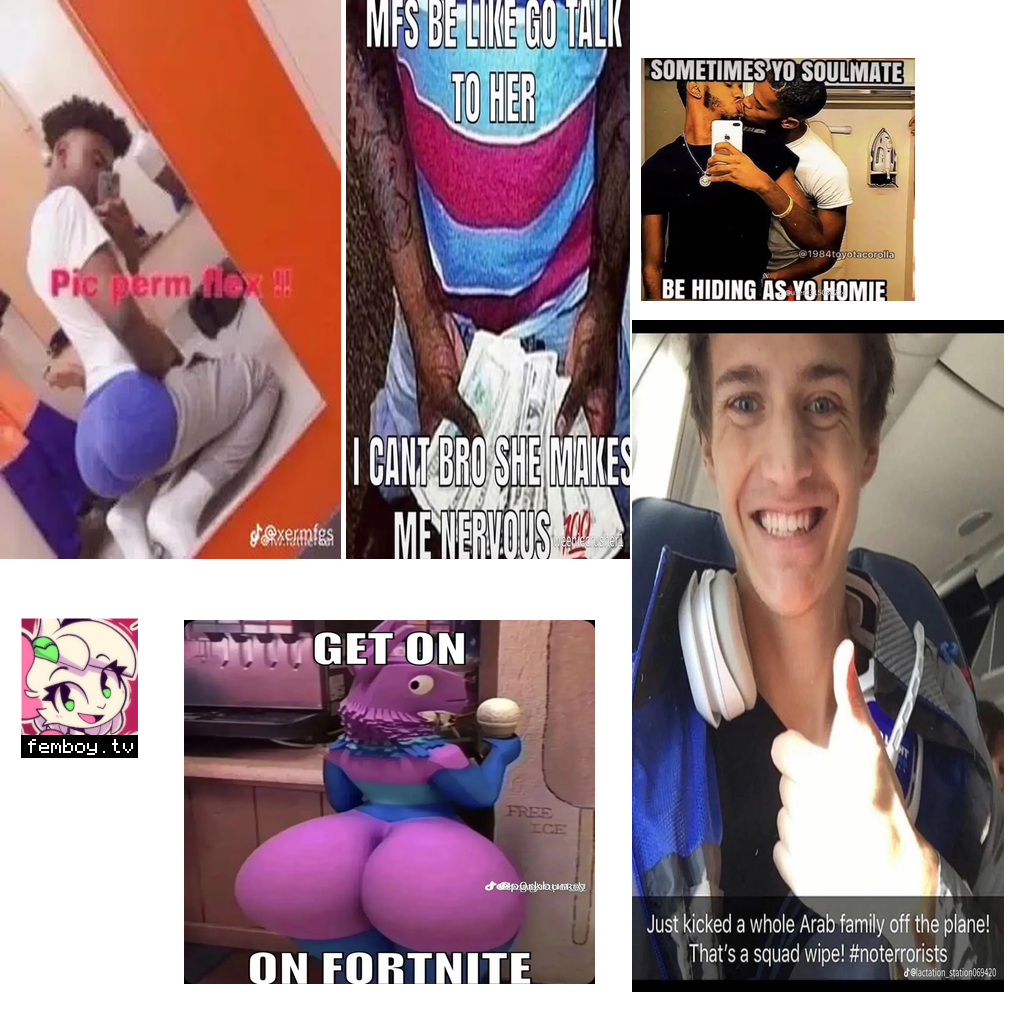 MFS BE LIKE GO TALK
TO HER
SOMETIMES YO SOULMATE
Pic perm flex !!
@1984toyotacorolla
BE HIDING AS YO HOMIE
I CANT BRO SHE MAKES
ME NERVOUS
100
@xermfgs
femboy.tv
GET ON
FREE
ICE
ON FORTNITE
Just kicked a whole Arab family off the plane!
That's a squad wipe! #noterrorists
@lactation_station069420